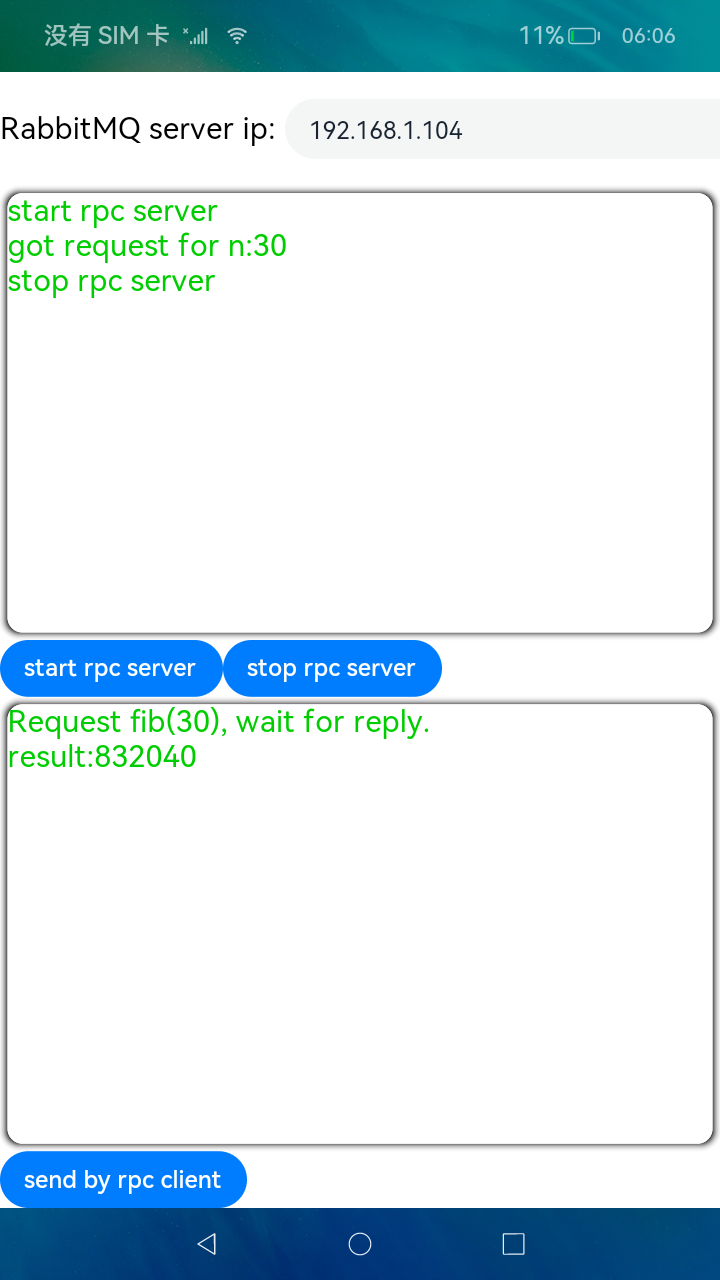 没有 SIM 卡 11% 06:06
RabbitMQ server ip: 192.168.1.104
start rpc server
got request for n:30
stop rpc server
start rpc server stop rpc server
Request fib(30), wait for reply.
result:832040
send by rpc client